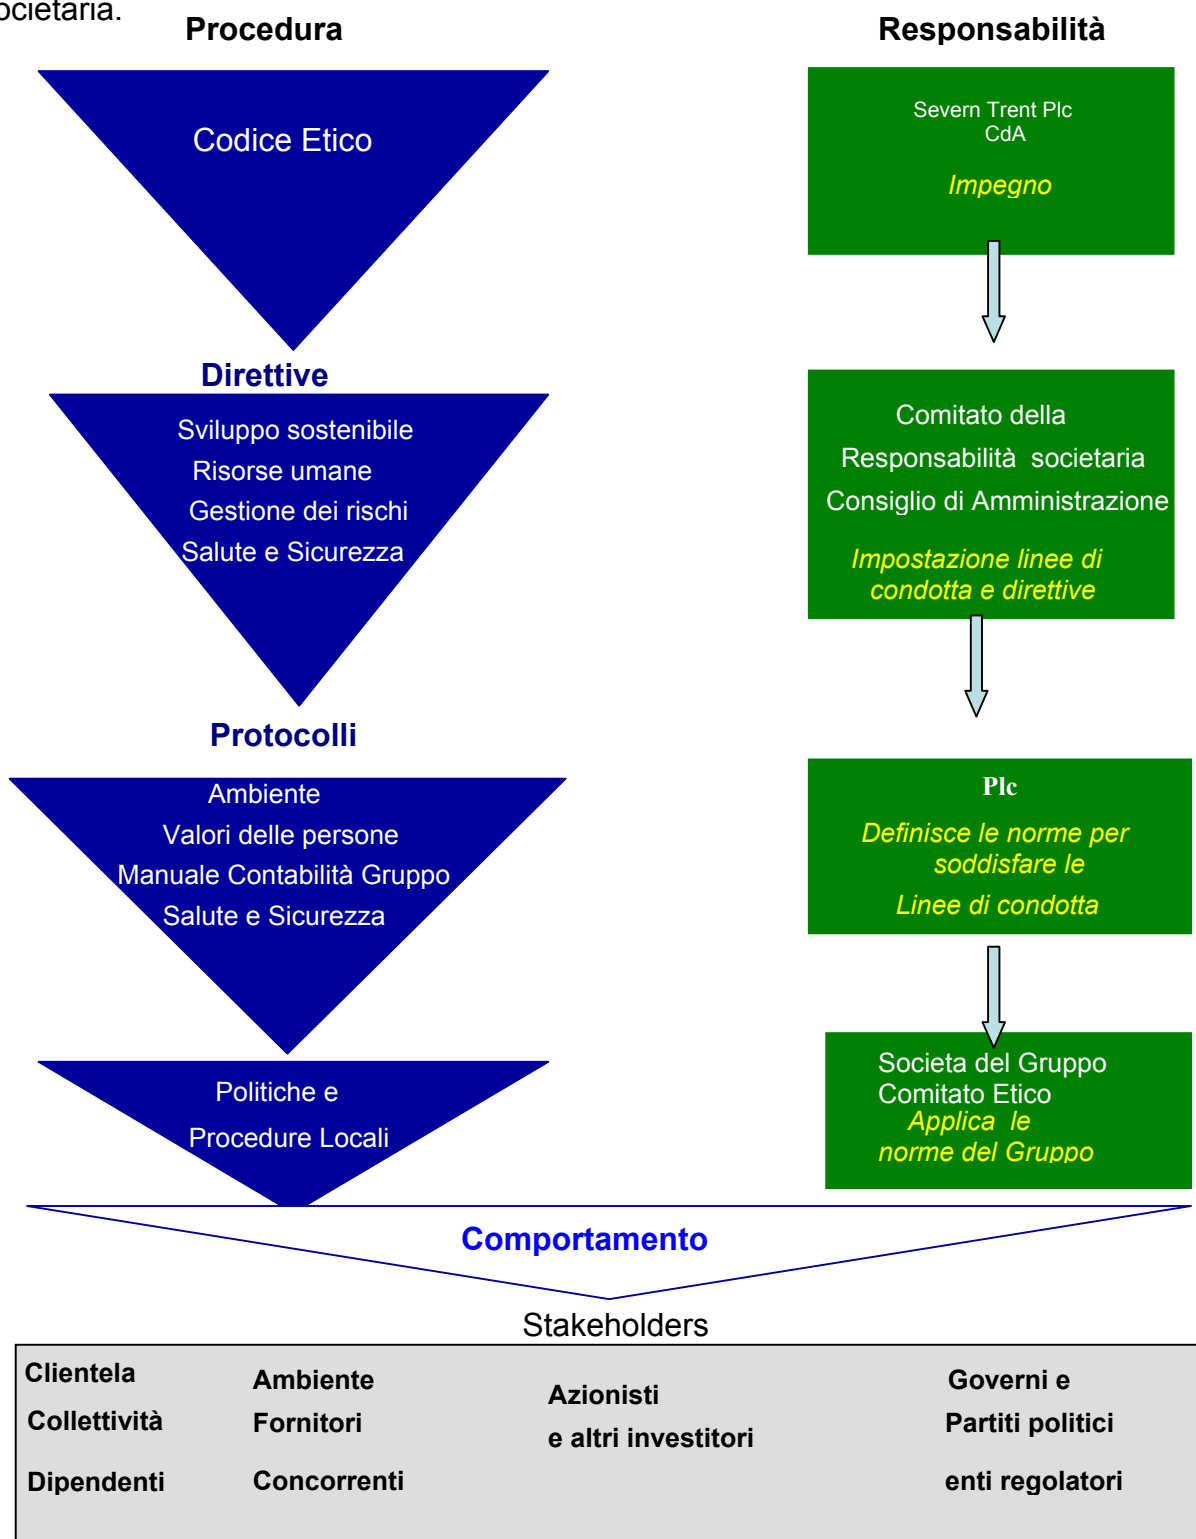 societaria.
Procedura
Responsabilità
Codice Etico
Severn Trent Plc
CdA
Impegno
Direttive
Sviluppo sostenibile
Risorse umane
Gestione dei rischi
Salute e Sicurezza
Comitato della
Responsabilità societaria
Consiglio di Amministrazione
Impostazione linee di
condotta e direttive
Protocolli
Ambiente
Valori delle persone
Manuale Contabilità Gruppo
Salute e Sicurezza
Plc
Definisce le norme per
soddisfare le
Linee di condotta
Politiche e
Procedure Locali
Societa del Gruppo
Comitato Etico
Applica le
norme del Gruppo
Comportamento
Stakeholders
Clientela
Collettività
Dipendenti
Ambiente
Fornitori
Concorrenti
Azionisti
e altri investitori
Governi e
Partiti politici
enti regolatori